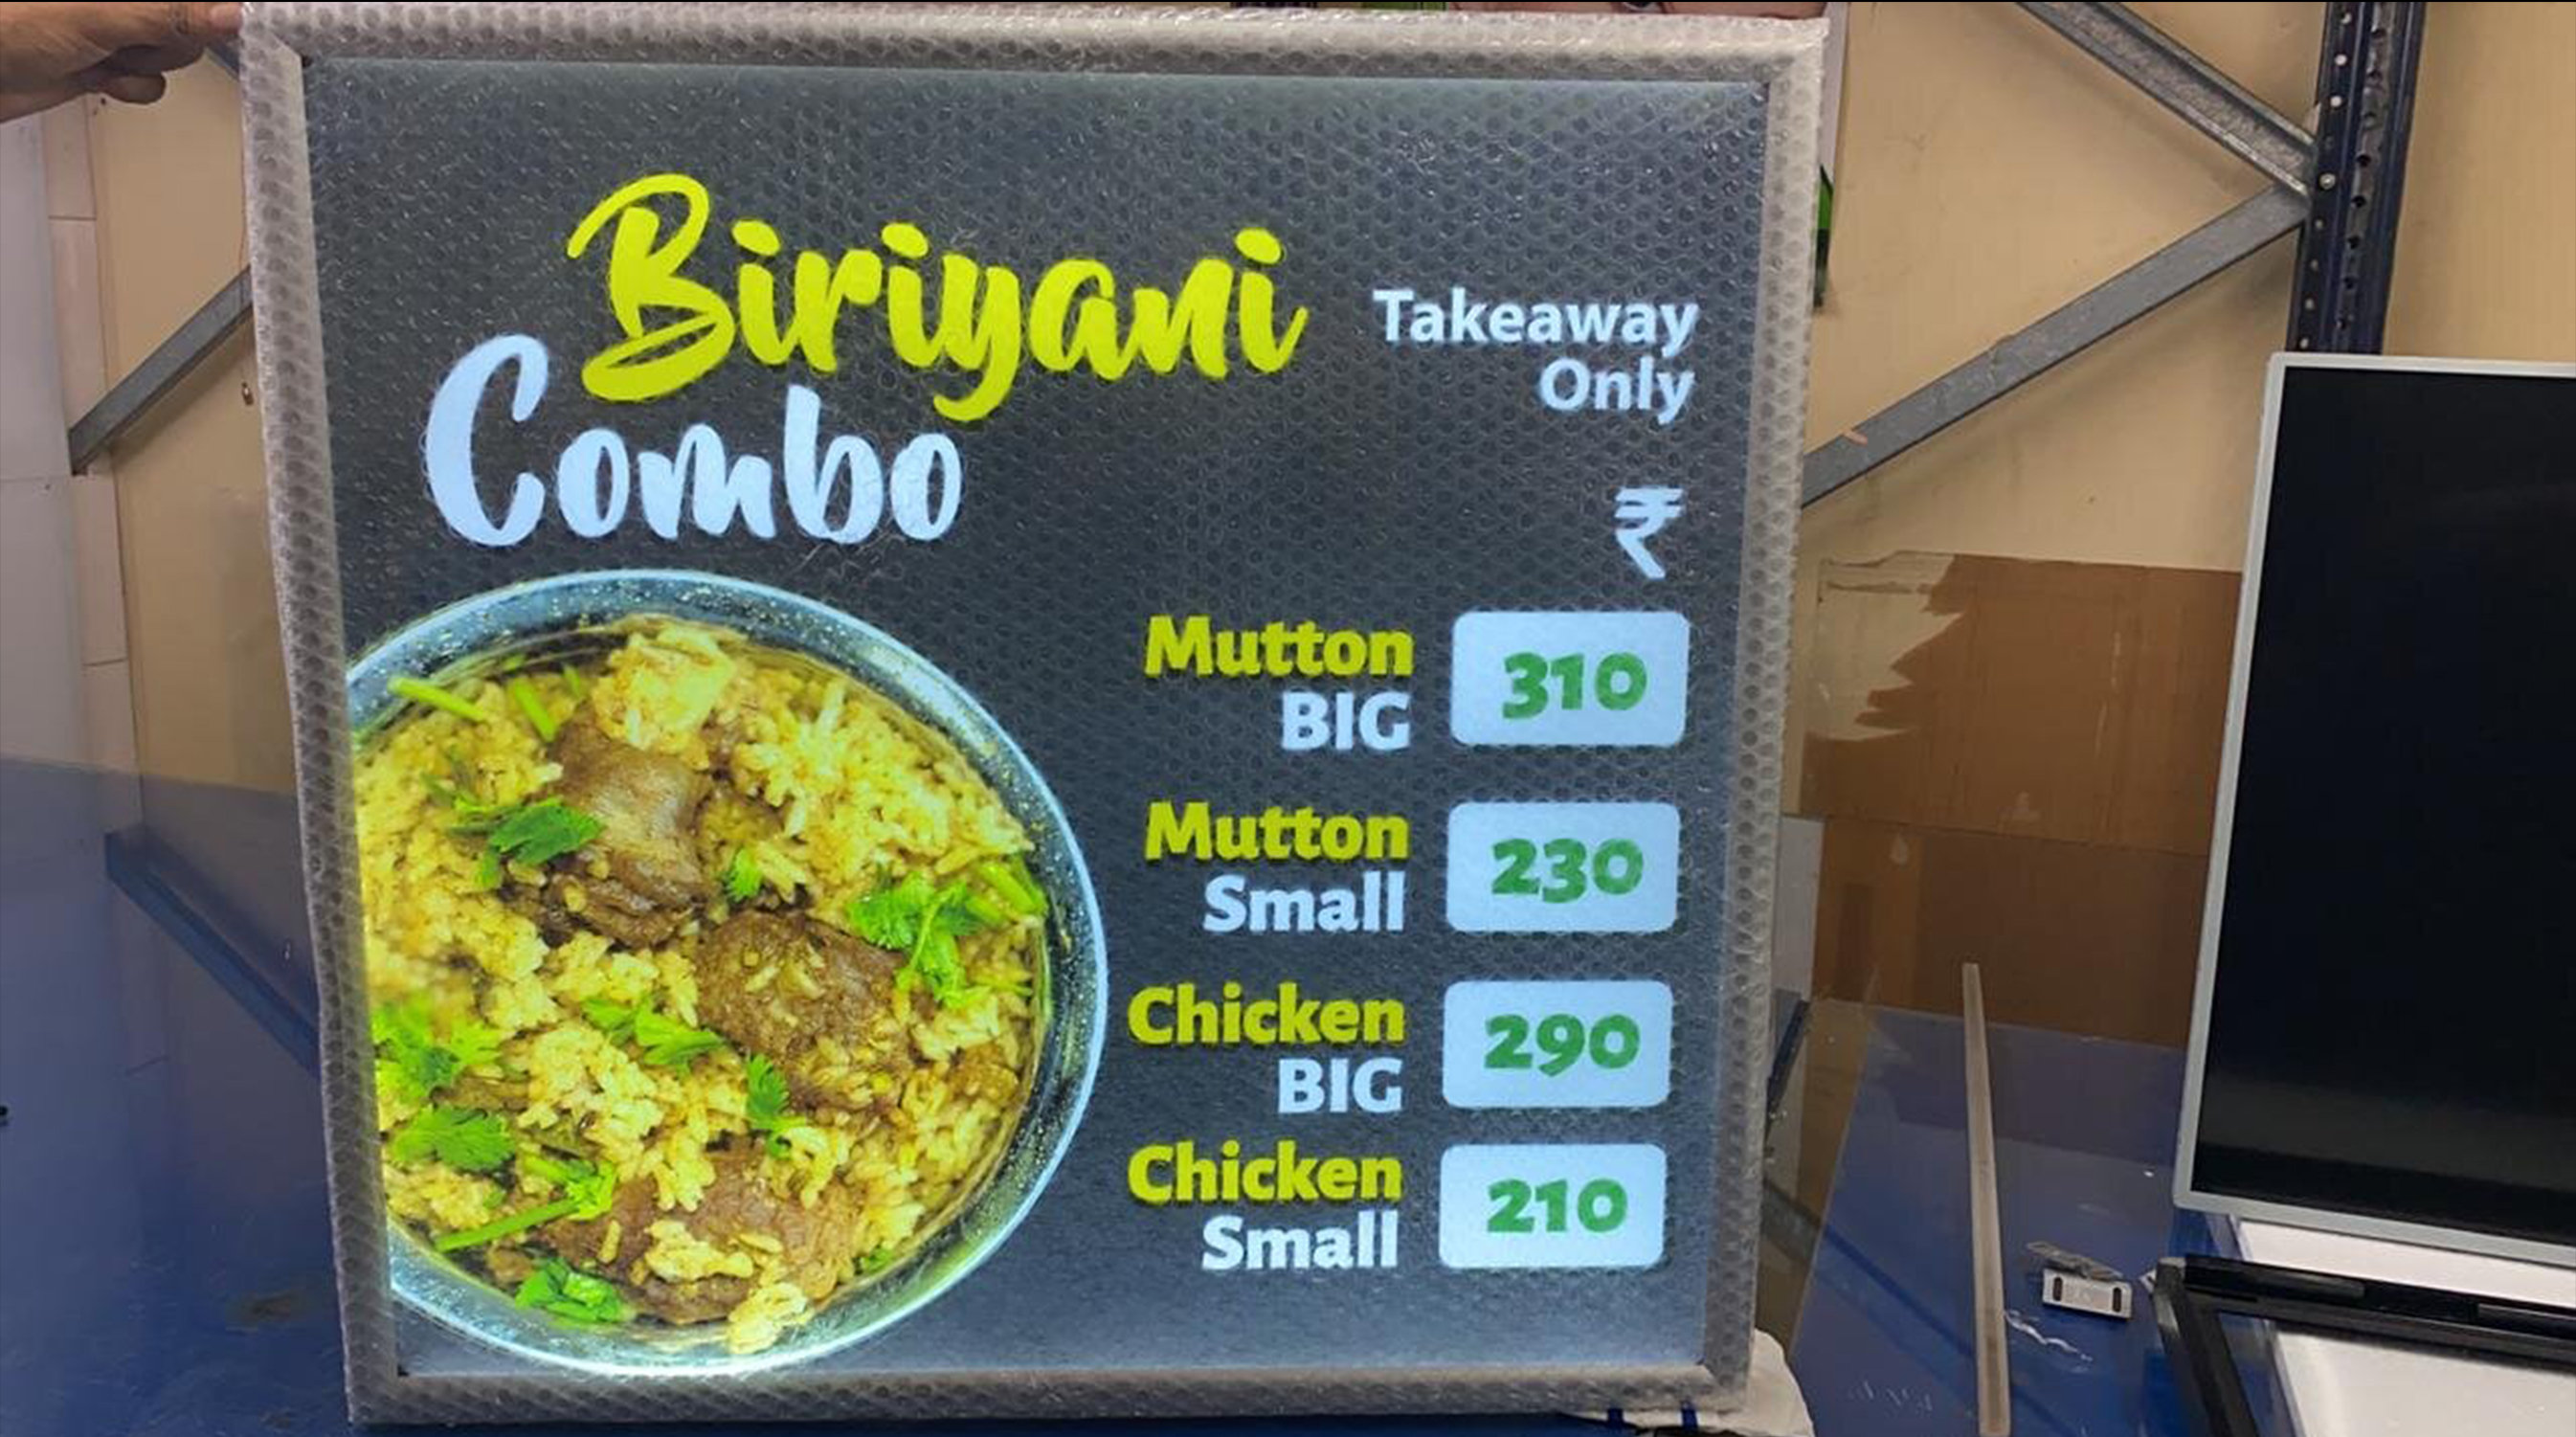 Biriyani
Combo
Takeaway
Only
₹
Mutton
BIG
310
Mutton
Small
230
Chicken
BIG
290
Chicken
Small
210